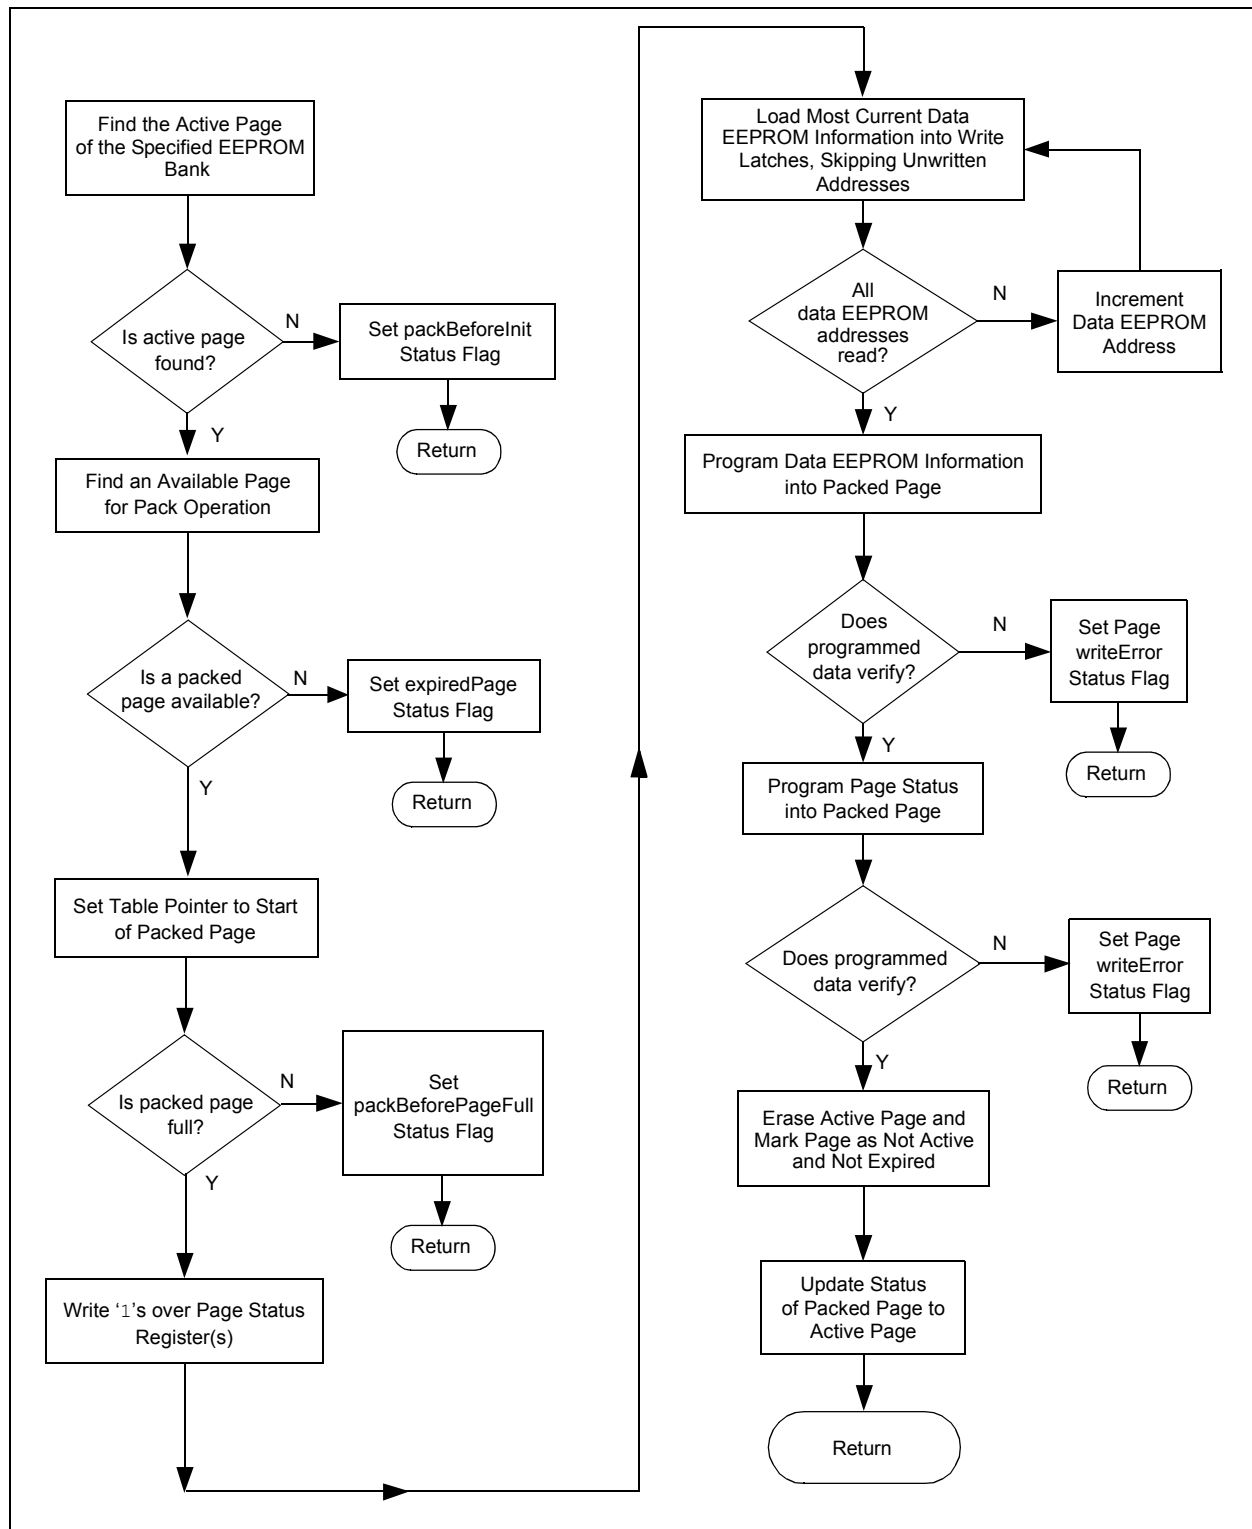 Find the Active Page
of the Specified EEPROM
Bank
Is active page
found?
N
Set packBeforeInit
Status Flag
Return
Y
Find an Available Page
for Pack Operation
Is a packed
page available?
N
Set expiredPage
Status Flag
Return
Y
Set Table Pointer to Start
of Packed Page
Is packed page
full?
N
Set
packBeforePageFull
Status Flag
Return
Y
Write ‘1’s over Page Status
Register(s)
Load Most Current Data
EEPROM Information into Write
Latches, Skipping Unwritten
Addresses
All
data EEPROM
addresses
read?
N
Increment
Data EEPROM
Address
Y
Program Data EEPROM Information
into Packed Page
Does
programmed
data verify?
N
Set Page
writeError
Status Flag
Return
Y
Program Page Status
into Packed Page
Does programmed
data verify?
N
Set Page
writeError
Status Flag
Return
Y
Erase Active Page and
Mark Page as Not Active
and Not Expired
Update Status
of Packed Page to
Active Page
Return